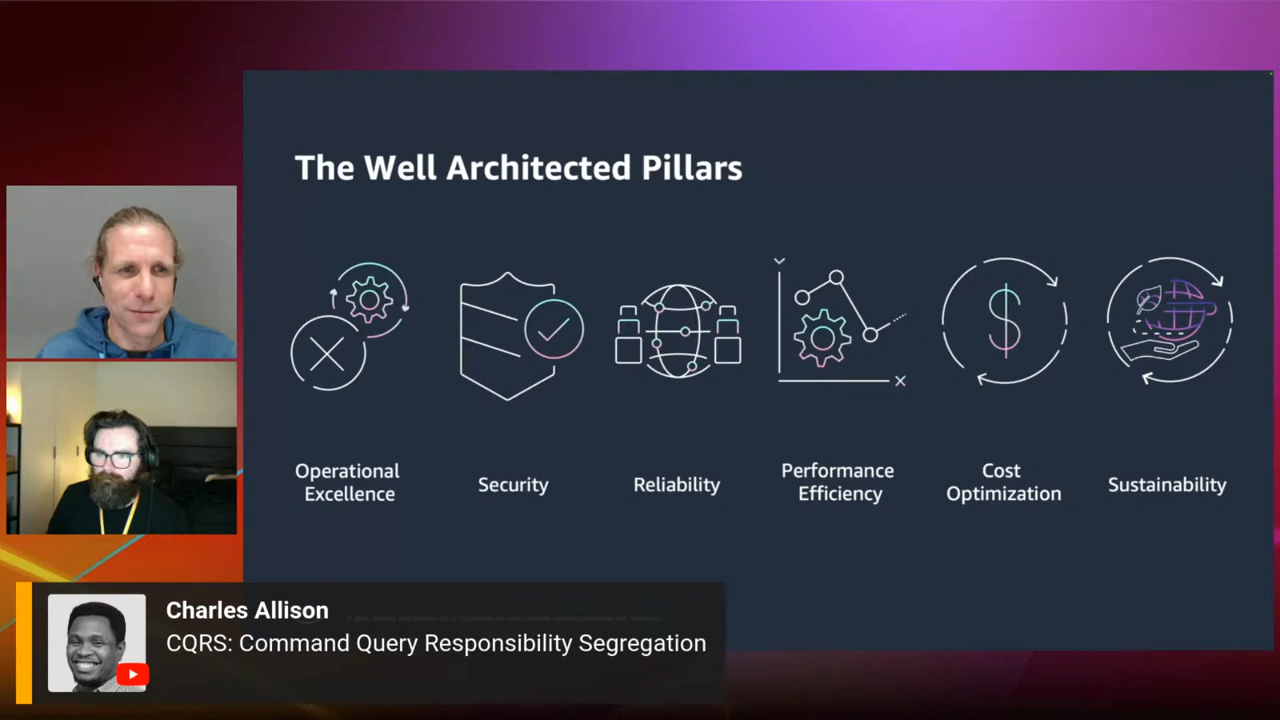 The Well Architected Pillars
Operational
Excellence
Security
Reliability
Performance
Efficiency
Cost
Optimization
Sustainability
Charles Allison
CQRS: Command Query Responsibility Segregation